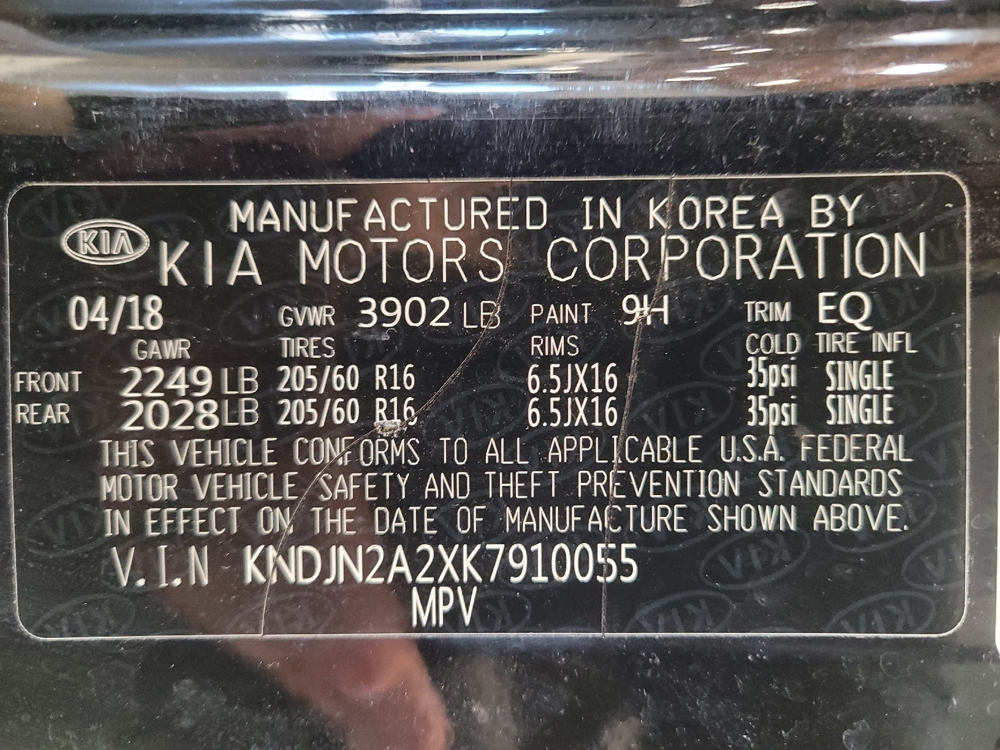 MANUFACTURED IN KOREA BY
KIA KIA MOTORS CORPORATION
04/18 GVWR 3902 LB PAINT 9H TRIM EQ
GAWR TIRES RIMS COLD TIRE INFL
FRONT 2249 LB 205/60 R16 6.5JX16 35psi SINGLE
REAR 2028 LB 205/60 R16 6.5JX16 35psi SINGLE
THIS VEHICLE CONFORMS TO ALL APPLICABLE U.S.A. FEDERAL
MOTOR VEHICLE SAFETY AND THEFT PREVENTION STANDARDS
IN EFFECT ON THE DATE OF MANUFACTURE SHOWN ABOVE.
V.I.N KNDJN2A2XK7910055
MPV